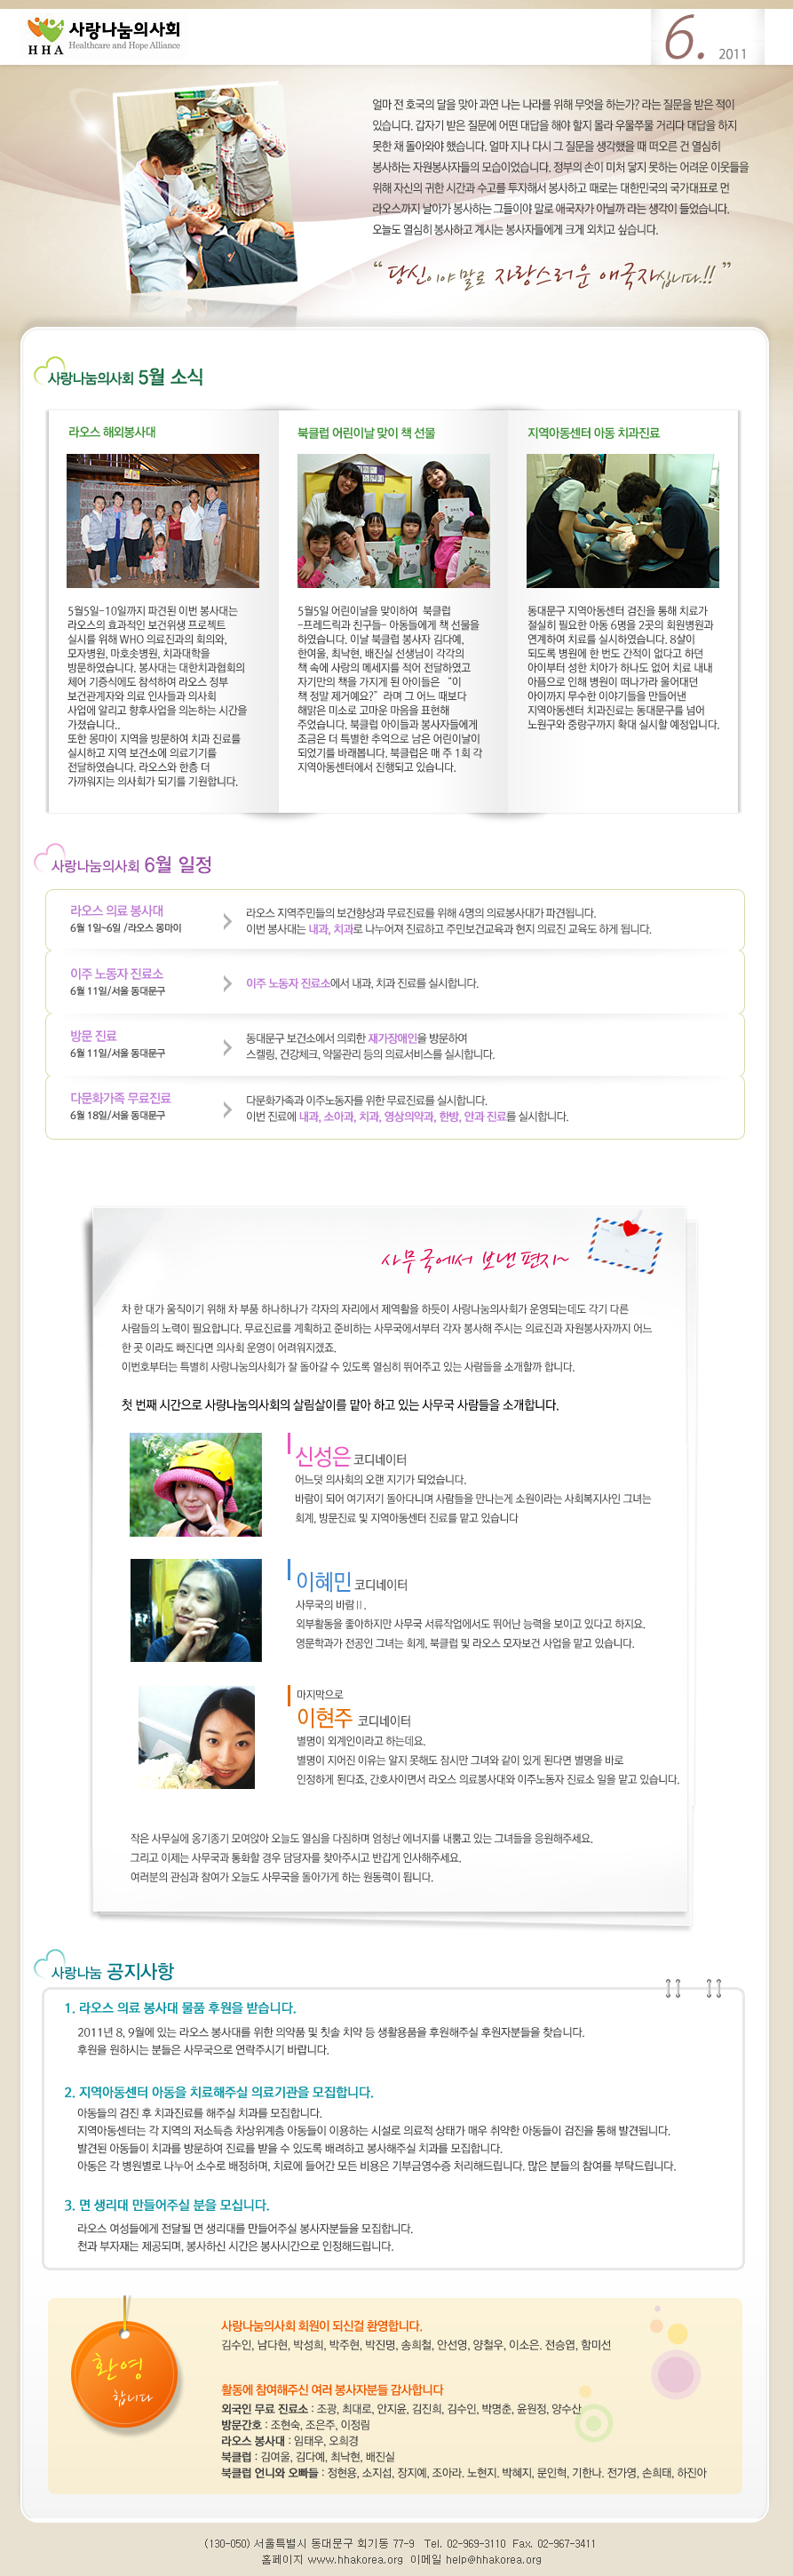 HHA 사랑나눔의사회
Healthcare and Hope Alliance
6. 2011
얼마 전 호국의 달을 맞아 과연 나는 나라를 위해 무엇을 하는가? 라는 질문을 받은 적이
있습니다. 갑자기 받은 질문에 어떤 대답을 해야 할지 몰라 우물쭈물 거리다 대답을 하지
못한 채 돌아와야 했습니다. 얼마 지나 다시 그 질문을 생각했을 때 떠오른 건 열심히
봉사하는 자원봉사자들의 모습이었습니다. 정부의 손이 미처 닿지 못하는 어려운 이웃들을
위해 자신의 귀한 시간과 수고를 투자해서 봉사하고 때로는 대한민국의 국가대표로 먼
라오스까지 날아가 봉사하는 그들이야 말로 애국자가 아닐까 라는 생각이 들었습니다.
오늘도 열심히 봉사하고 계시는 봉사자들에게 크게 외치고 싶습니다.
“당신이야 말로 자랑스러운 애국자십니다!!”
사랑나눔의사회 5월 소식
라오스 해외봉사대
5월5일-10일까지 파견된 이번 봉사대는
라오스의 효과적인 보건위생 프로젝트
실시를 위해 WHO 의료진과의 회의와,
모자병원, 마호솟병원, 치과대학을
방문하였습니다. 봉사대는 대한치과협회의
체어 기증식에도 참석하여 라오스 정부
보건관계자와 의료 인사들과 의사회
사업에 알리고 향후사업을 의논하는 시간을
가졌습니다..
또한 몽마이 지역을 방문하여 치과 진료를
실시하고 지역 보건소에 의료기기를
전달하였습니다. 라오스와 한층 더
가까워지는 의사회가 되기를 기원합니다.
북클럽 어린이날 맞이 책 선물
5월5일 어린이날을 맞이하여 북클럽
-프레드릭과 친구들- 아동들에게 책 선물을
하였습니다. 이날 북클럽 봉사자 김다예,
한여울, 최낙현, 배진실 선생님이 각각의
책 속에 사랑의 메세지를 적어 전달하였고
자기만의 책을 가지게 된 아이들은 “이
책 정말 제거예요?” 라며 그 어느 때보다
해맑은 미소로 고마운 마음을 표현해
주었습니다. 북클럽 아이들과 봉사자들에게
조금은 더 특별한 추억으로 남은 어린이날이
되었기를 바래봅니다. 북클럽은 매 주 1회 각
지역아동센터에서 진행되고 있습니다.
지역아동센터 아동 치과진료
동대문구 지역아동센터 검진을 통해 치료가
절실히 필요한 아동 6명을 2곳의 회원병원과
연계하여 치료를 실시하였습니다. 8살이
되도록 병원에 한 번도 간적이 없다고 하던
아이부터 성한 치아가 하나도 없어 치료 내내
아픔으로 인해 병원이 떠나가라 울어대던
아이까지 무수한 이야기들을 만들어낸
지역아동센터 치과진료는 동대문구를 넘어
노원구와 중랑구까지 확대 실시할 예정입니다.
사랑나눔의사회 6월 일정
라오스 의료 봉사대
6월 1일~6일 /라오스 몽마이
라오스 지역주민들의 보건향상과 무료진료를 위해 4명의 의료봉사대가 파견됩니다.
이번 봉사대는 내과, 치과로 나누어져 진료하고 주민보건교육과 현지 의료진 교육도 하게 됩니다.
이주 노동자 진료소
6월 11일/서울 동대문구
이주 노동자 진료소에서 내과, 치과 진료를 실시합니다.
방문 진료
6월 11일/서울 동대문구
동대문구 보건소에서 의뢰한 재가장애인을 방문하여
스켈링, 건강체크, 약물관리 등의 의료서비스를 실시합니다.
다문화가족 무료진료
6월 18일/서울 동대문구
다문화가족과 이주노동자를 위한 무료진료를 실시합니다.
이번 진료에 내과, 소아과, 치과, 영상의약과, 한방, 안과 진료를 실시합니다.
사무국에서 보낸 편지~
차 한 대가 움직이기 위해 차 부품 하나하나가 각자의 자리에서 제역활을 하듯이 사랑나눔의사회가 운영되는데도 각기 다른
사람들의 노력이 필요합니다. 무료진료를 계획하고 준비하는 사무국에서부터 각자 봉사해 주시는 의료진과 자원봉사자까지 어느
한 곳 이라도 빠진다면 의사회 운영이 어려워지겠죠.
이번호부터는 특별히 사랑나눔의사회가 잘 돌아갈 수 있도록 열심히 뛰어주고 있는 사람들을 소개할까 합니다.
첫 번째 시간으로 사랑나눔의사회의 살림살이를 맡아 하고 있는 사무국 사람들을 소개합니다.
신성은 코디네이터
어느덧 의사회의 오랜 지기가 되었습니다.
바람이 되어 여기저기 돌아다니며 사람들을 만나는게 소원이라는 사회복지사인 그녀는
회계, 방문진료 및 지역아동센터 진료를 맡고 있습니다
이혜민 코디네이터
사무국의 바람Ⅱ.
외부활동을 좋아하지만 사무국 서류작업에서도 뛰어난 능력을 보이고 있다고 하지요.
영문학과가 전공인 그녀는 회계, 북클럽 및 라오스 모자보건 사업을 맡고 있습니다.
마지막으로
이현주 코디네이터
별명이 외계인이라고 하는데요.
별명이 지어진 이유는 알지 못해도 잠시만 그녀와 같이 있게 된다면 별명을 바로
인정하게 된다죠, 간호사이면서 라오스 의료봉사대와 이주노동자 진료소 일을 맡고 있습니다.
작은 사무실에 옹기종기 모여앉아 오늘도 열심을 다짐하며 엄청난 에너지를 내뿜고 있는 그녀들을 응원해주세요.
그리고 이제는 사무국과 통화할 경우 담당자를 찾아주시고 반갑게 인사해주세요.
여러분의 관심과 참여가 오늘도 사무국을 돌아가게 하는 원동력이 됩니다.
사랑나눔 공지사항
1. 라오스 의료 봉사대 물품 후원을 받습니다.
2011년 8, 9월에 있는 라오스 봉사대를 위한 의약품 및 칫솔 치약 등 생활용품을 후원해주실 후원자분들을 찾습니다.
후원을 원하시는 분들은 사무국으로 연락주시기 바랍니다.
2. 지역아동센터 아동을 치료해주실 의료기관을 모집합니다.
아동들의 검진 후 치과진료를 해주실 치과를 모집합니다.
지역아동센터는 각 지역의 저소득층 차상위계층 아동들이 이용하는 시설로 의료적 상태가 매우 취약한 아동들이 검진을 통해 발견됩니다.
발견된 아동들이 치과를 방문하여 진료를 받을 수 있도록 배려하고 봉사해주실 치과를 모집합니다.
아동은 각 병원별로 나누어 소수로 배정하며, 치료에 들어간 모든 비용은 기부금영수증 처리해드립니다. 많은 분들의 참여를 부탁드립니다.
3. 면 생리대 만들어주실 분을 모십니다.
라오스 여성들에게 전달될 면 생리대를 만들어주실 봉사자분들을 모집합니다.
천과 부자재는 제공되며, 봉사하신 시간은 봉사시간으로 인정해드립니다.
환영
합니다
사랑나눔의사회 회원이 되신걸 환영합니다.
김수인, 남다현, 박성희, 박주현, 박진명, 송희철, 안선영, 양철우, 이소은. 전승엽, 함미선
활동에 참여해주신 여러 봉사자분들 감사합니다
외국인 무료 진료소 : 조광, 최대로, 안지윤, 김진희, 김수인, 박명춘, 윤원정, 양수산
방문간호 : 조현숙, 조은주, 이정림
라오스 봉사대 : 임태우, 오희경
북클럽 : 김여울, 김다예, 최낙현, 배진실
북클럽 언니와 오빠들 : 정현용, 소지섭, 장지예, 조아라. 노현지. 박혜지, 문인혁, 기한나. 전가영, 손희태, 하진아
(130-050) 서울특별시 동대문구 회기동 77-9 Tel. 02-969-3110 Fax. 02-967-3411
홈페이지 www.hhakorea.org 이메일 help@hhakorea.org